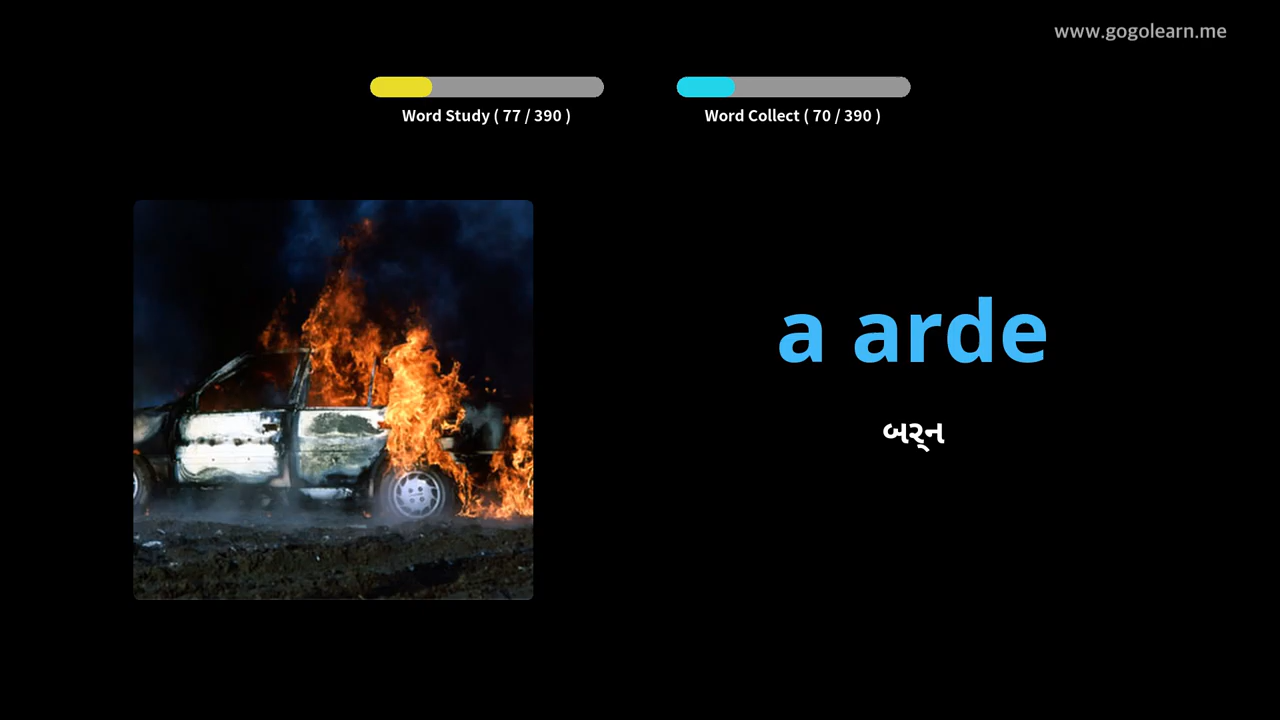 www.gogolearn.me
Word Study ( 77 / 390 )
Word Collect ( 70 / 390 )
a arde
બર્ન